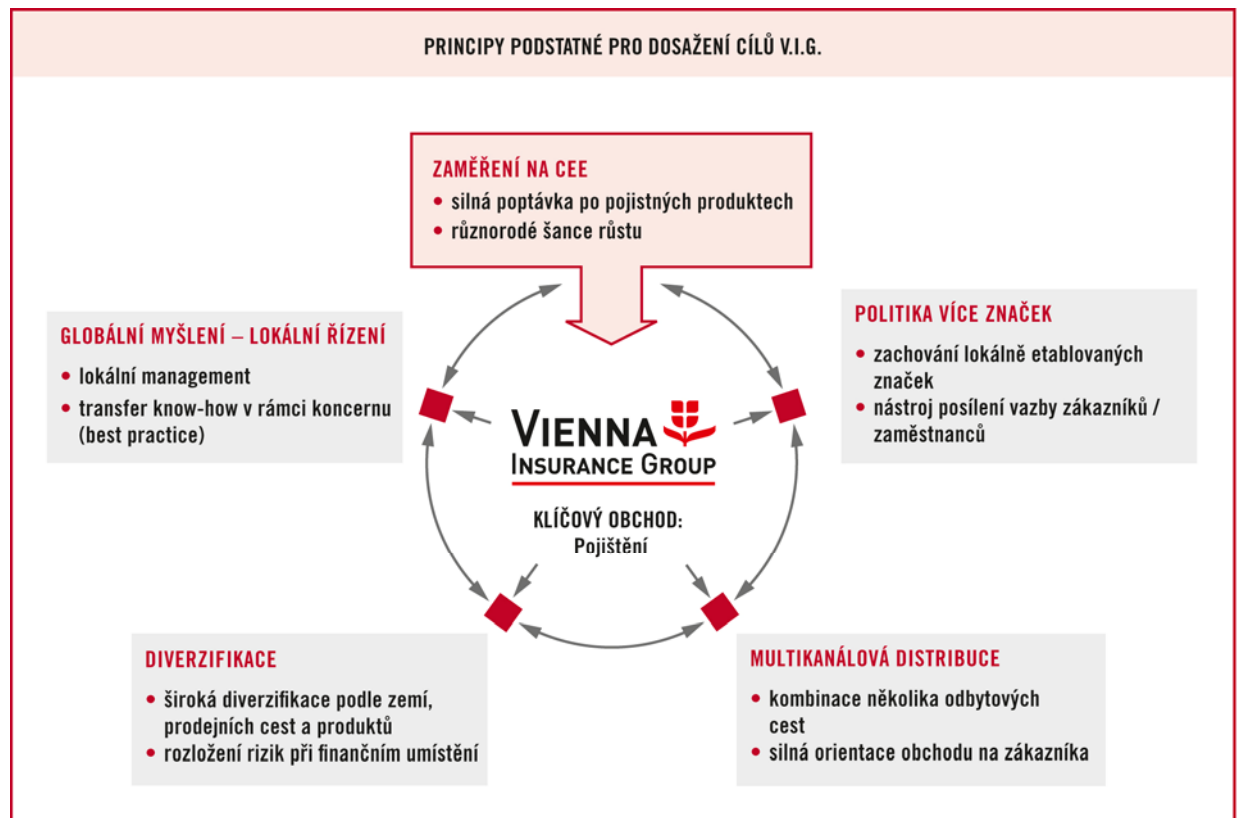 PRINCIPY PODSTATNÉ PRO DOSAŽENÍ CÍLŮ V.I.G.
ZAMĚŘENÍ NA CEE
• silná poptávka po pojistných produktech
• různorodé šance růstu
GLOBÁLNÍ MYŠLENÍ – LOKÁLNÍ ŘÍZENÍ
• lokální management
• transfer know-how v rámci koncernu
(best practice)
POLITIKA VÍCE ZNAČEK
• zachování lokálně etablovaných
značek
• nástroj posílení vazby zákazníků /
zaměstnanců
VIENNA
INSURANCE GROUP
KLÍČOVÝ OBCHOD:
Pojištění
DIVERZIFIKACE
• široká diverzifikace podle zemí,
prodejních cest a produktů
• rozložení rizik při finančním umístění
MULTIKANÁLOVÁ DISTRIBUCE
• kombinace několika odbytových
cest
• silná orientace obchodu na zákazníka